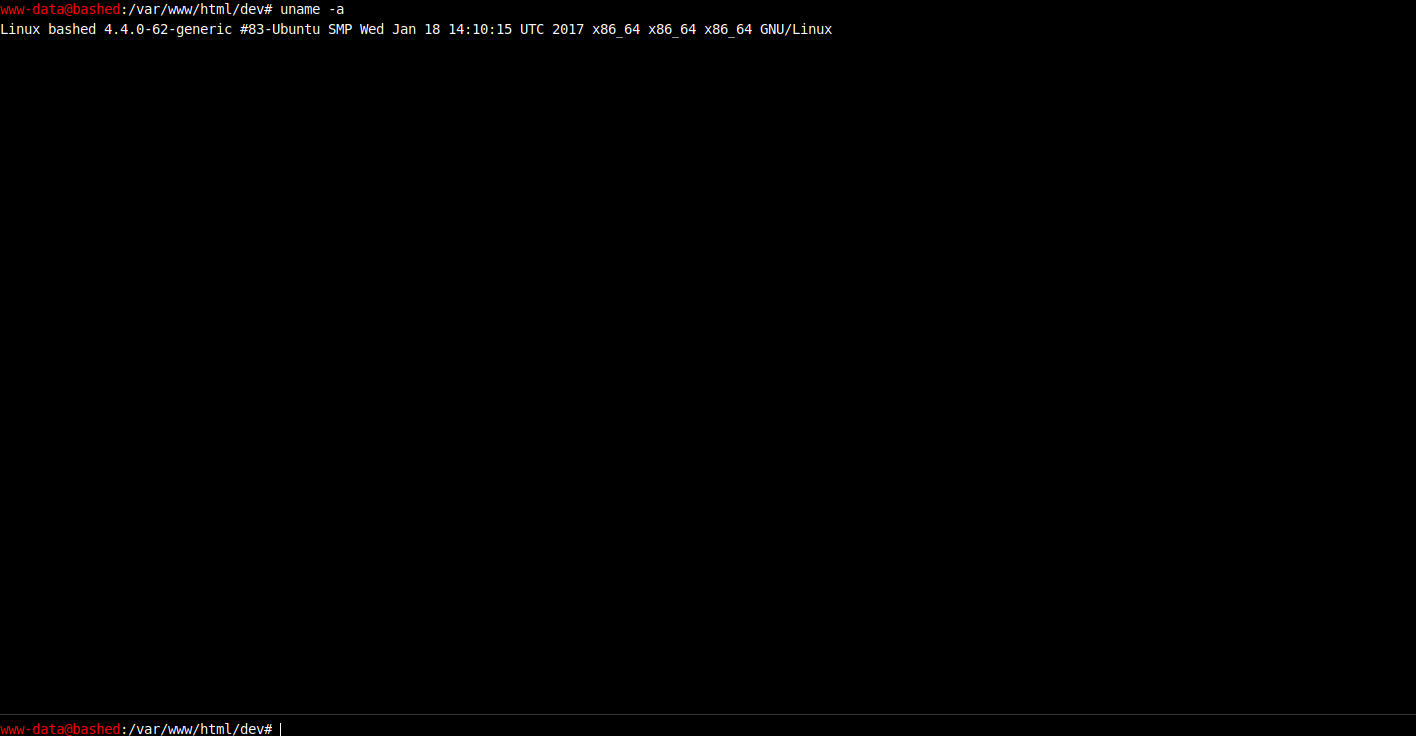 www-data@bashed:/var/www/html/dev# uname -a
Linux bashed 4.4.0-62-generic #83-Ubuntu SMP Wed Jan 18 14:10:15 UTC 2017 x86_64 x86_64 x86_64 GNU/Linux
www-data@bashed:/var/www/html/dev#